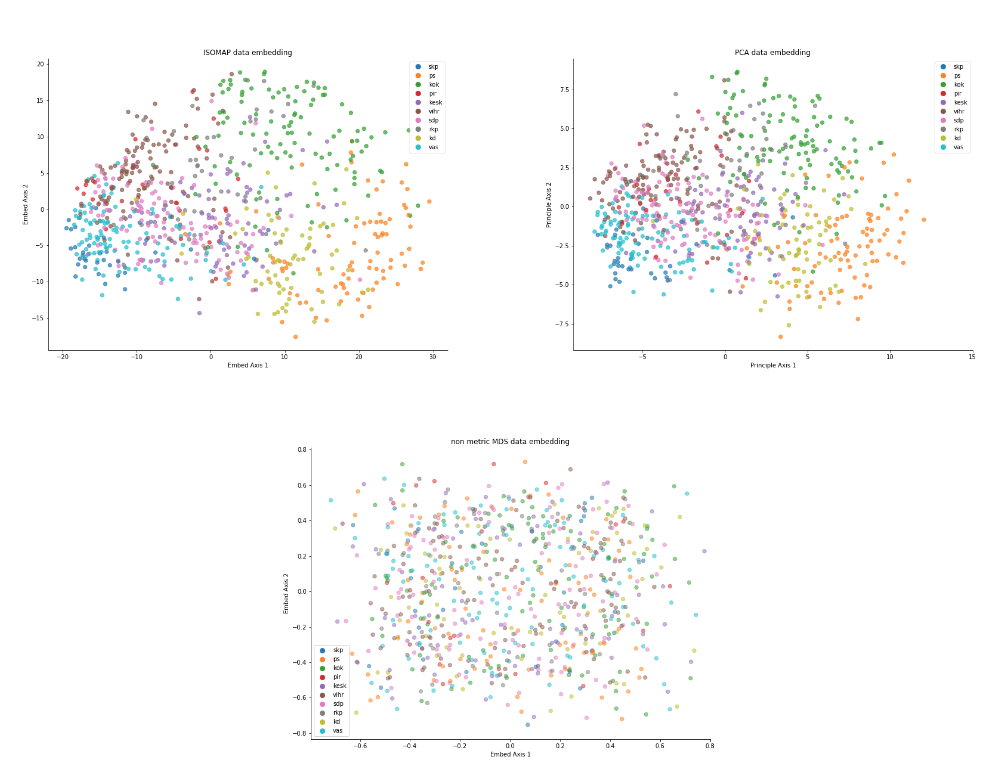 ISOMAP data embedding
20
15
10
5
0
−5
−10
−15
Embed Axis 2
−20
−10
0
10
20
30
Embed Axis 1
skp
ps
kok
pir
kesk
vihr
sdp
rkp
kd
vas
PCA data embedding
7.5
5.0
2.5
0.0
−2.5
−5.0
−7.5
Principle Axis 2
−5
0
5
10
15
Principle Axis 1
skp
ps
kok
pir
kesk
vihr
sdp
rkp
kd
vas
non metric MDS data embedding
0.8
0.6
0.4
0.2
0.0
−0.2
−0.4
−0.6
−0.8
Embed Axis 2
−0.6
−0.4
−0.2
0.0
0.2
0.4
0.6
0.8
Embed Axis 1
skp
ps
kok
pir
kesk
vihr
sdp
rkp
kd
vas